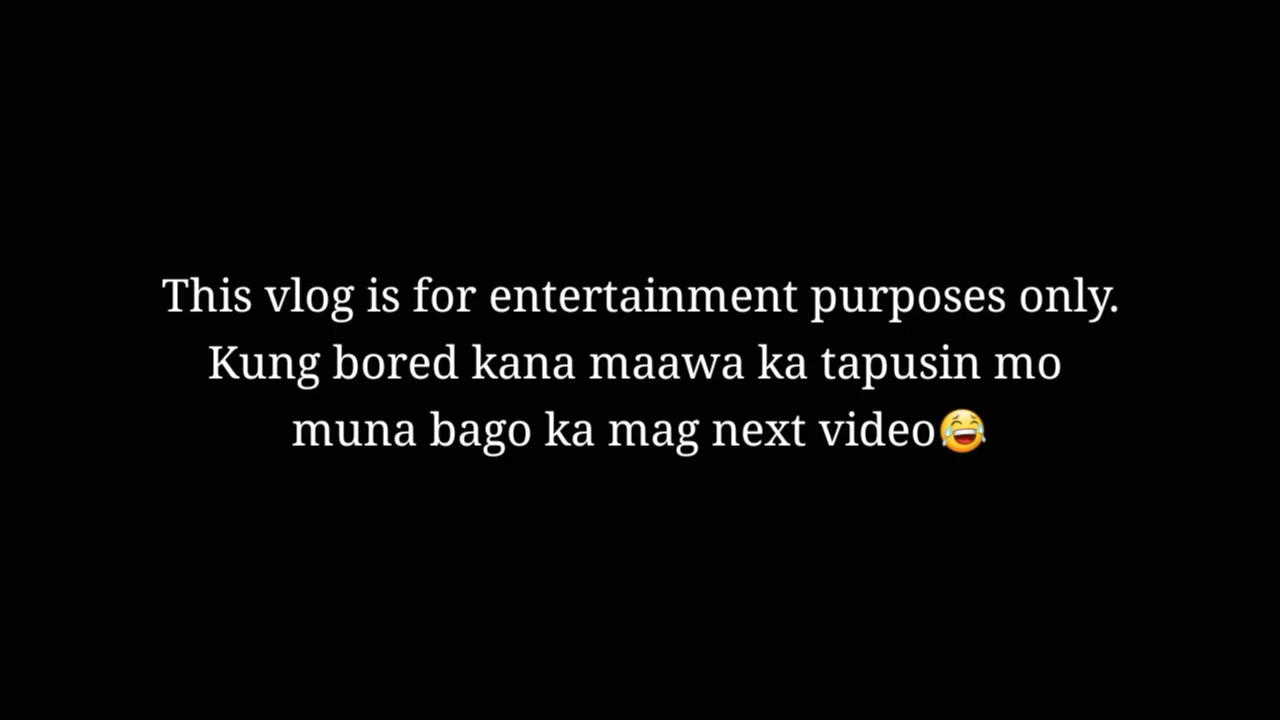 This vlog is for entertainment purposes only.
Kung bored kana maawa ka tapusin mo
muna bago ka mag next video😂